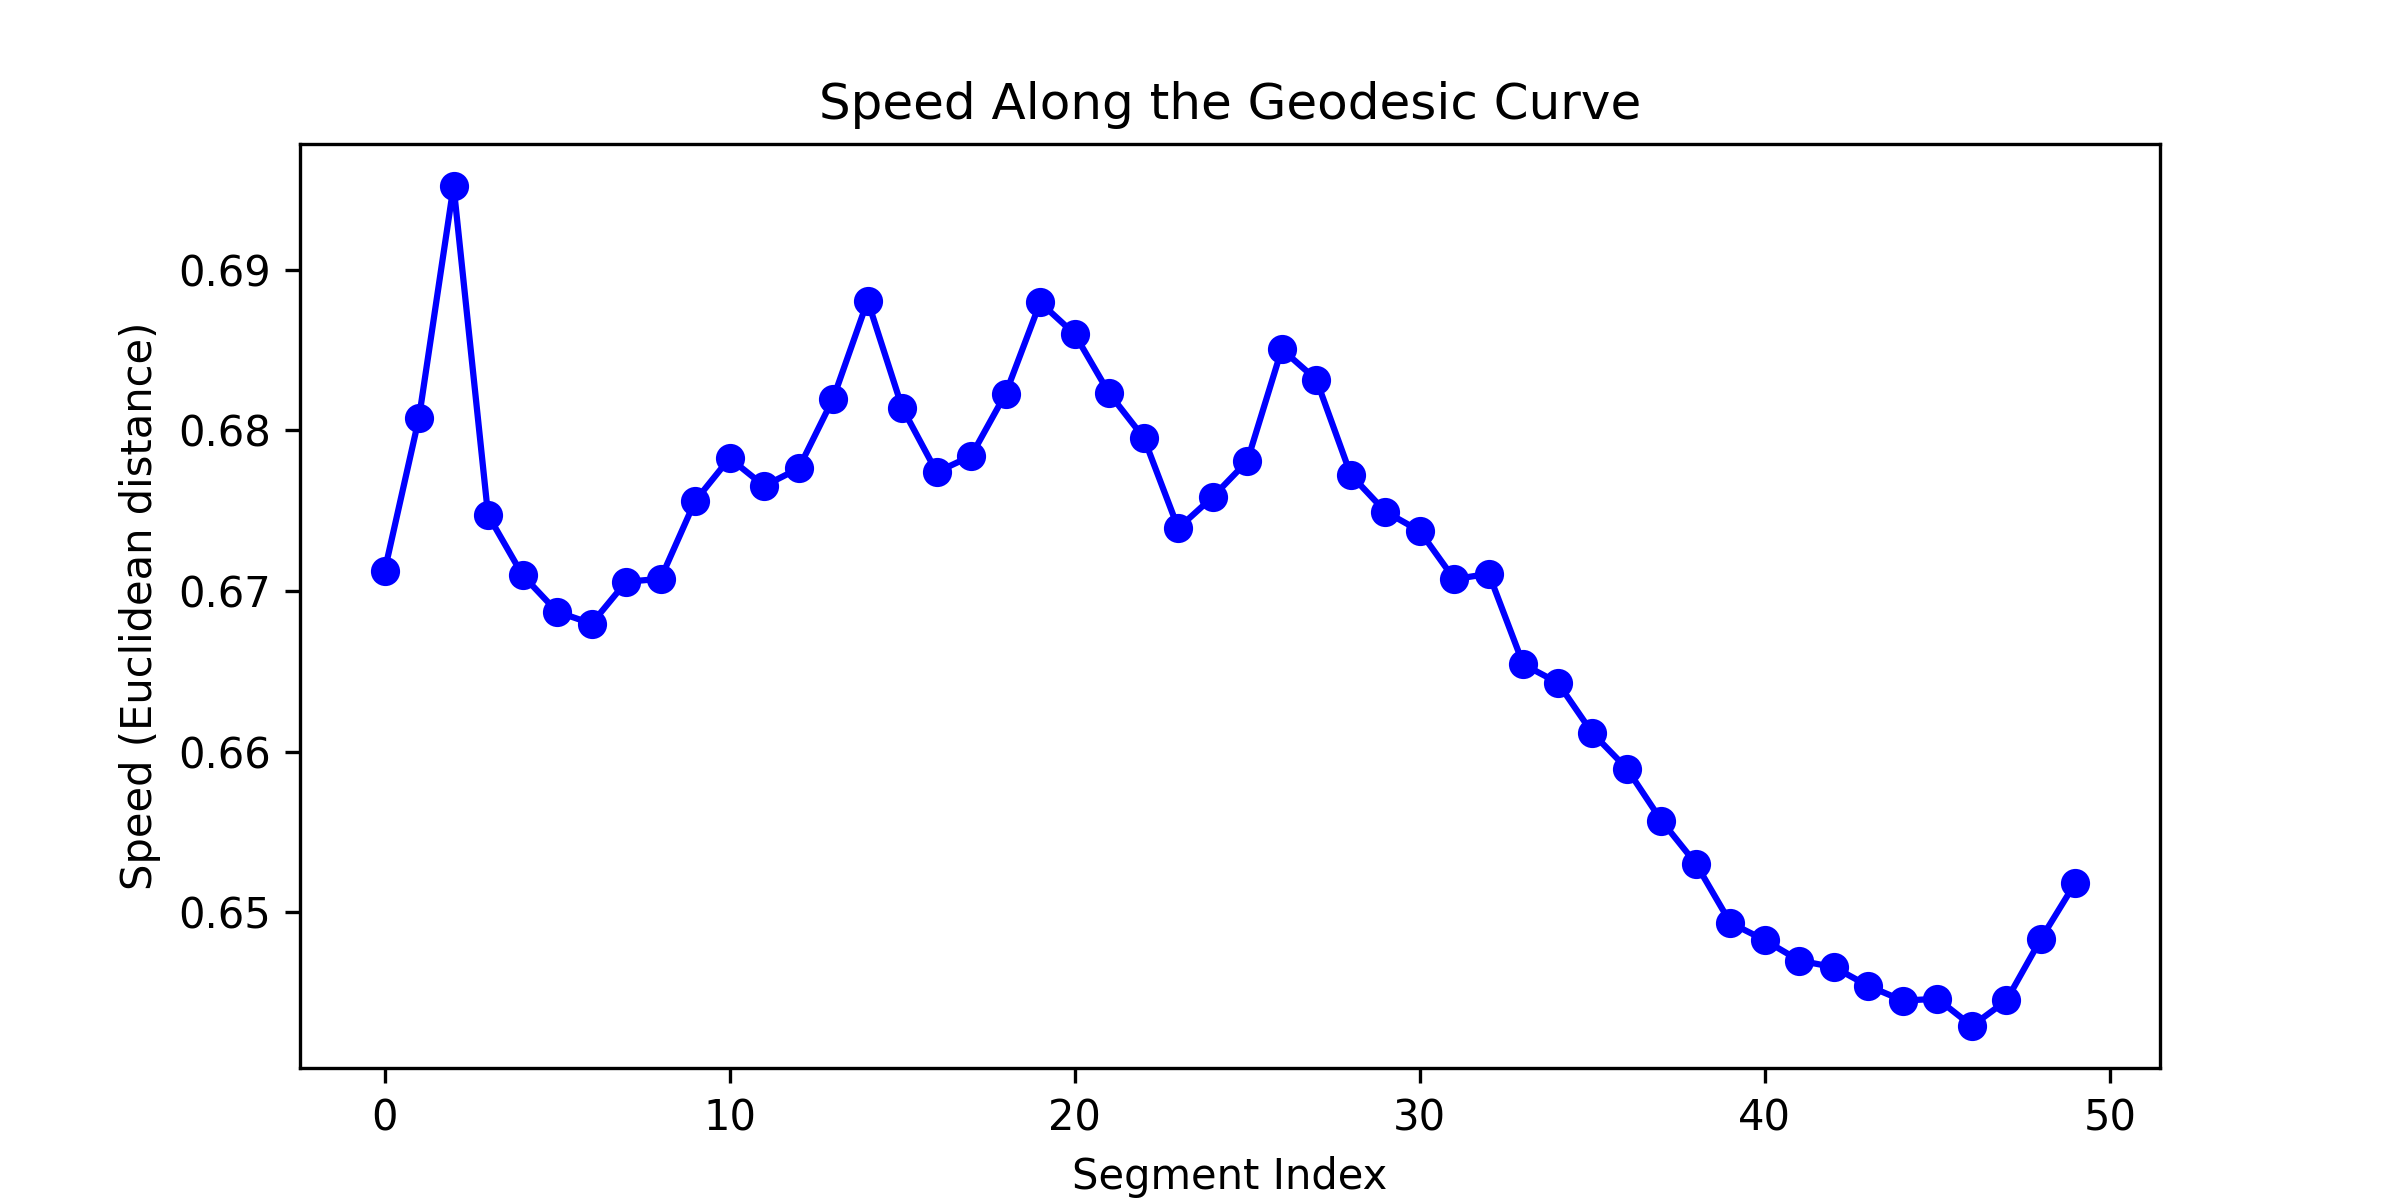 Speed Along the Geodesic Curve
Speed (Euclidean distance)
0.69
0.68
0.67
0.66
0.65
0 10 20 30 40 50
Segment Index